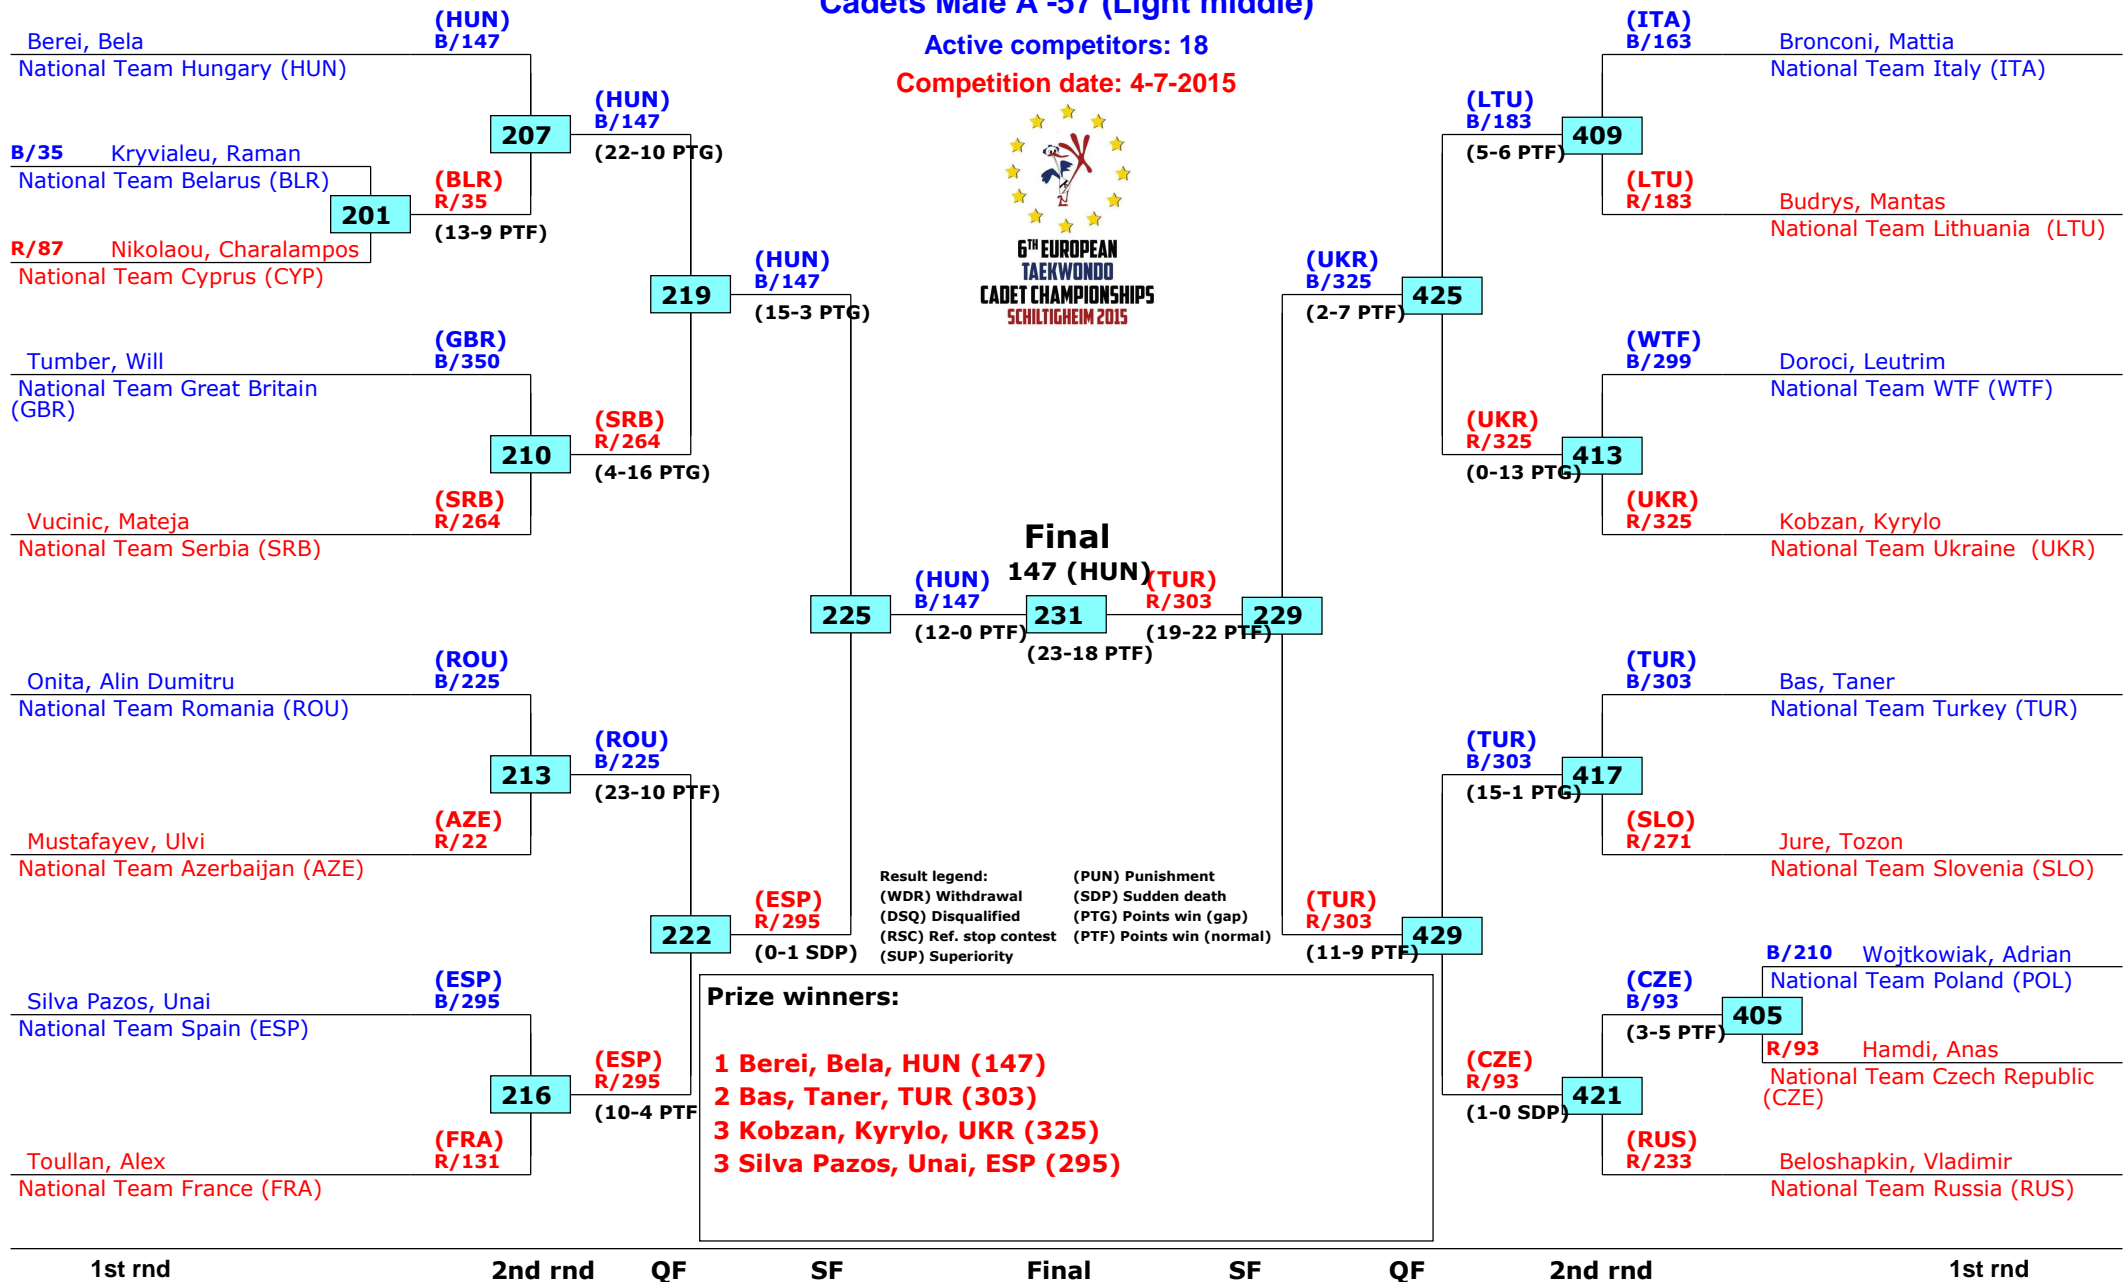 Cadets Male A -57 (Light middle)
Active competitors: 18
Competition date: 4-7-2015
6TH EUROPEAN
TAEKWONDO
CADET CHAMPIONSHIPS
SCHILTIGHEIM 2015
Berei, Bela
National Team Hungary (HUN)
(HUN)
B/147
B/35 Kryvialeu, Raman
National Team Belarus (BLR)
R/87 Nikolaou, Charalampos
National Team Cyprus (CYP)
201
(BLR)
R/35
(13-9 PTF)
207
(HUN)
B/147
(22-10 PTG)
Tumber, Will
National Team Great Britain
(GBR)
(GBR)
B/350
Vucinic, Mateja
National Team Serbia (SRB)
(SRB)
R/264
210
(SRB)
R/264
(4-16 PTG)
219
(HUN)
B/147
(15-3 PTG)
Onita, Alin Dumitru
National Team Romania (ROU)
(ROU)
B/225
Mustafayev, Ulvi
National Team Azerbaijan (AZE)
(AZE)
R/22
213
(ROU)
B/225
(23-10 PTF)
Silva Pazos, Unai
National Team Spain (ESP)
(ESP)
B/295
Toullan, Alex
National Team France (FRA)
(FRA)
R/131
216
(ESP)
R/295
(10-4 PTF
222
(ESP)
R/295
(0-1 SDP)
225
(HUN)
B/147
(12-0 PTF)
Final
147 (HUN)
231
(23-18 PTF)
(TUR)
R/303
(19-22 PTF)
229
(UKR)
B/325
(2-7 PTF)
425
(LTU)
B/183
(5-6 PTF)
409
(ITA)
B/163
Bronconi, Mattia
National Team Italy (ITA)
(LTU)
R/183
Budrys, Mantas
National Team Lithuania (LTU)
(UKR)
R/325
(0-13 PTG)
413
(WTF)
B/299
Doroci, Leutrim
National Team WTF (WTF)
(UKR)
R/325
Kobzan, Kyrylo
National Team Ukraine (UKR)
(TUR)
R/303
(11-9 PTF)
429
(TUR)
B/303
(15-1 PTG)
417
(TUR)
B/303
Bas, Taner
National Team Turkey (TUR)
(SLO)
R/271
Jure, Tozon
National Team Slovenia (SLO)
(CZE)
R/93
(1-0 SDP)
421
(CZE)
B/93
(3-5 PTF)
405
B/210 Wojtkowiak, Adrian
National Team Poland (POL)
R/93 Hamdi, Anas
National Team Czech Republic
(CZE)
(RUS)
R/233
Beloshapkin, Vladimir
National Team Russia (RUS)
Result legend:
(WDR) Withdrawal
(DSQ) Disqualified
(RSC) Ref. stop contest
(SUP) Superiority
(PUN) Punishment
(SDP) Sudden death
(PTG) Points win (gap)
(PTF) Points win (normal)
Prize winners:
1 Berei, Bela, HUN (147)
2 Bas, Taner, TUR (303)
3 Kobzan, Kyrylo, UKR (325)
3 Silva Pazos, Unai, ESP (295)
1st rnd 2nd rnd QF SF Final SF QF 2nd rnd 1st rnd